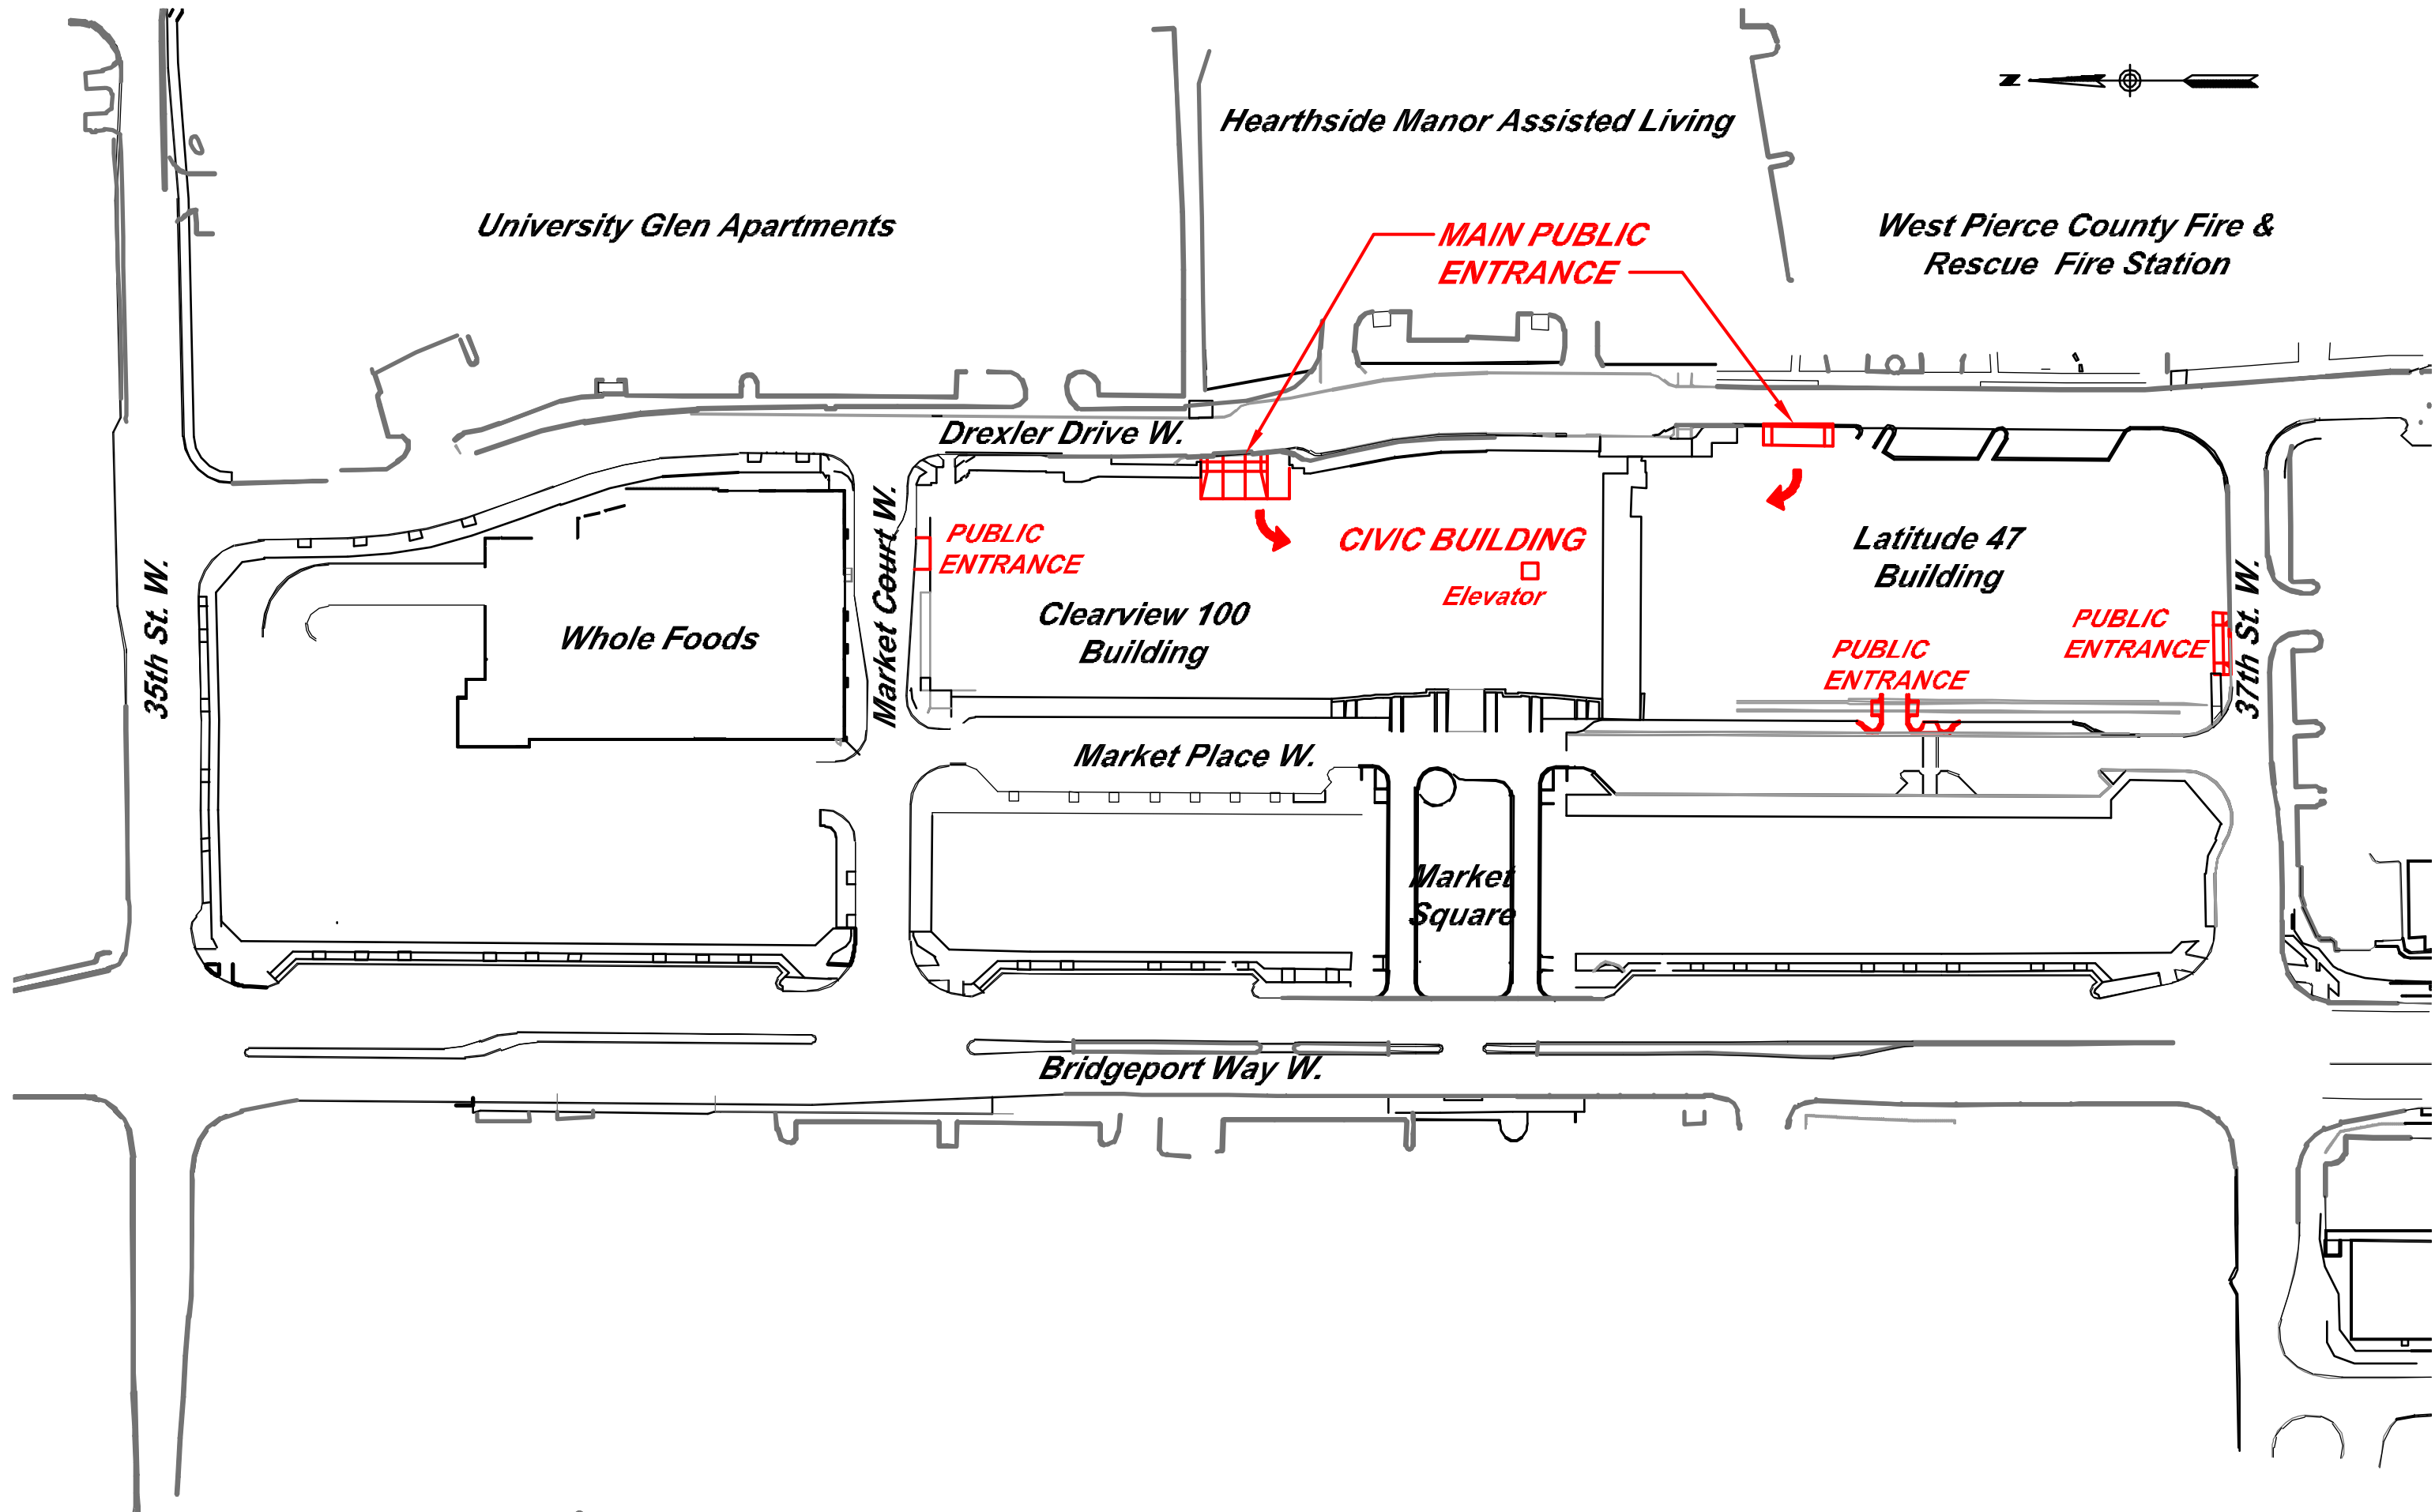 N
Hearthside Manor Assisted Living
University Glen Apartments
MAIN PUBLIC
ENTRANCE
West Pierce County Fire &
Rescue Fire Station
Drexler Drive W.
Market Court W.
PUBLIC
ENTRANCE
CIVIC BUILDING
Elevator
Latitude 47
Building
35th St. W.
Whole Foods
Clearview 100
Building
PUBLIC
ENTRANCE
PUBLIC
ENTRANCE
37th St. W.
Market Place W.
Market
Square
Bridgeport Way W.